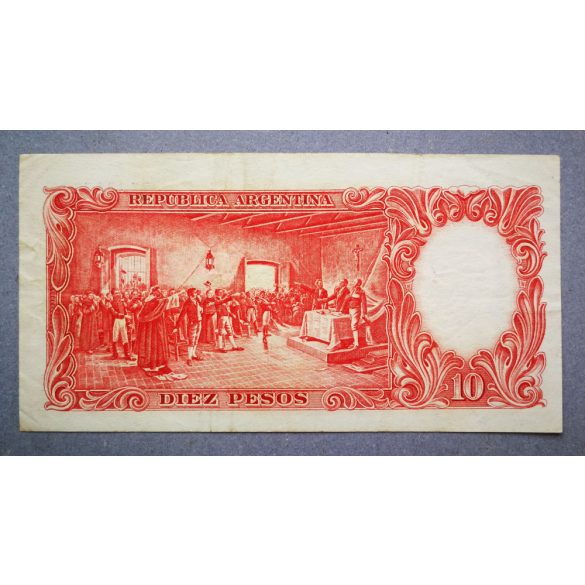 REPUBLICA ARGENTINA
DIEZ PESOS
10